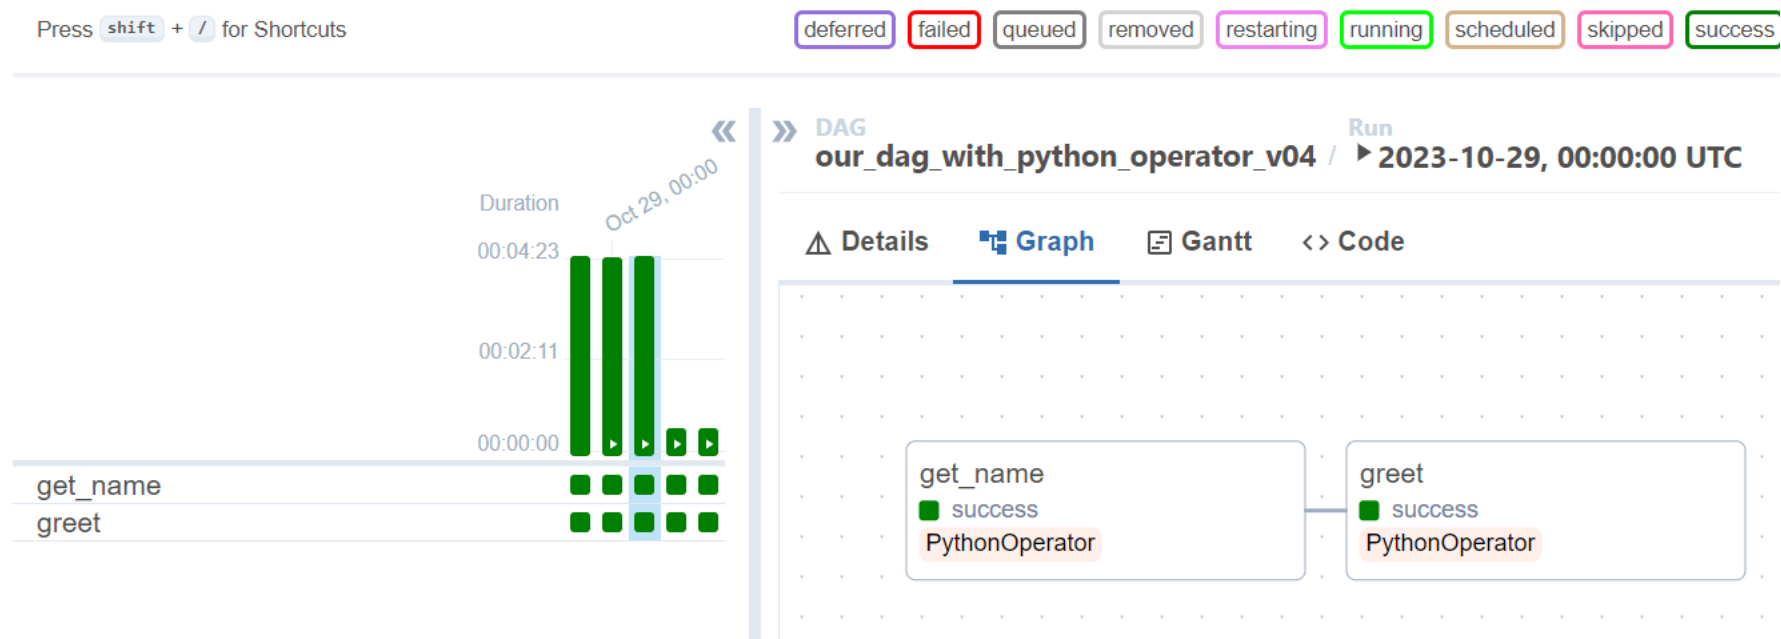 Press shift + / for Shortcuts
deferred failed queued removed restarting running scheduled skipped success
DAG
our_dag_with_python_operator_v04 /
Run
2023-10-29, 00:00:00 UTC
Duration
Oct 29, 00:00
00:04:23
00:02:11
00:00:00
get_name
greet
Details Graph Gantt Code
get_name
success
PythonOperator
greet
success
PythonOperator